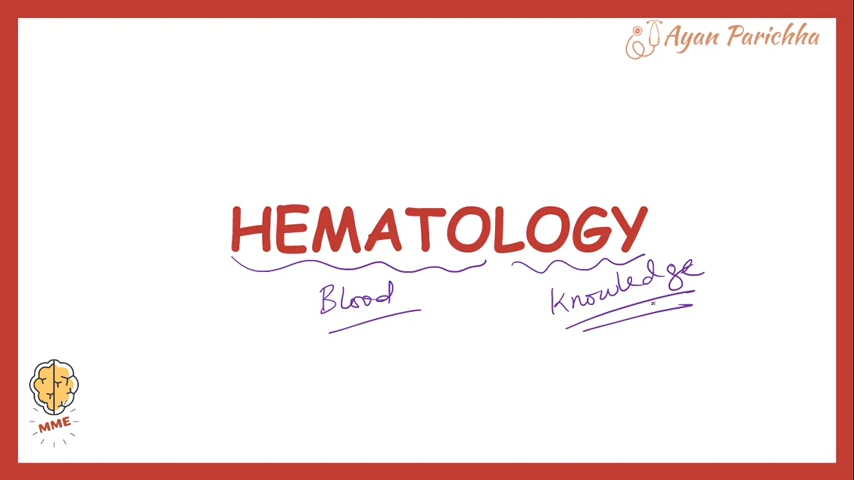 Ayan Parichha
HEMATOLOGY
Blood
Knowledge
MME